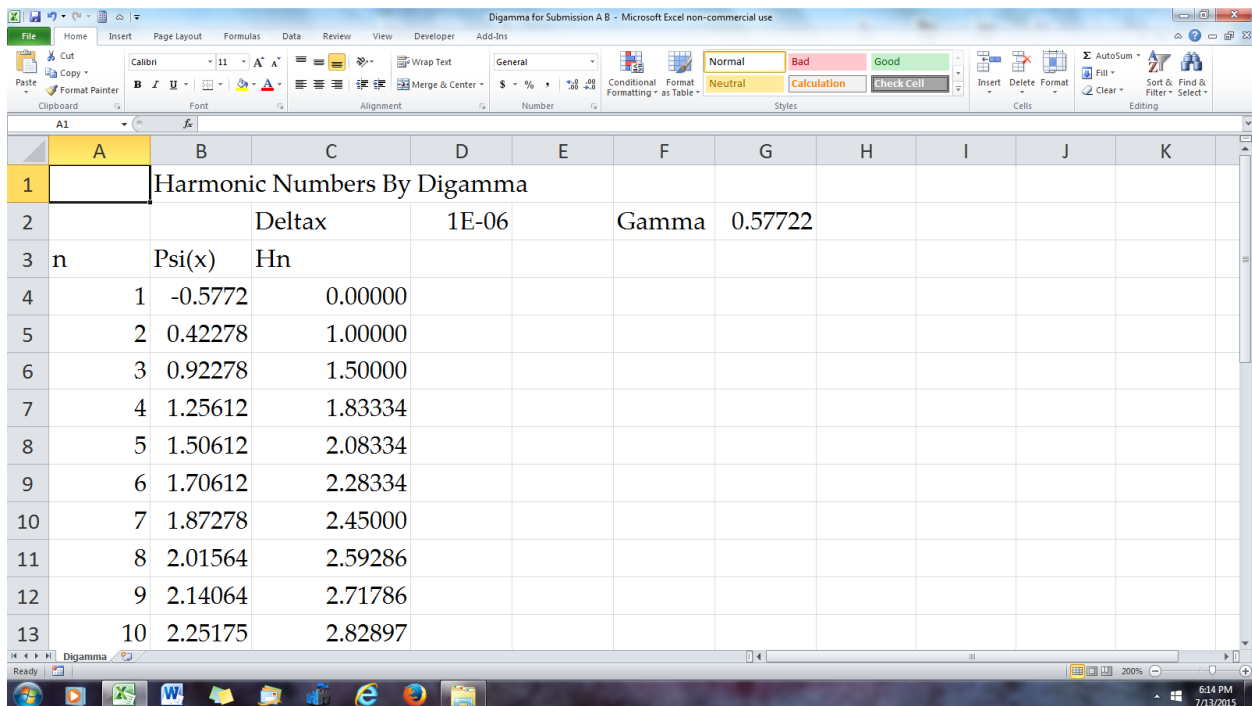 Digamma for Submission A B - Microsoft Excel non-commercial use
File Home Insert Page Layout Formulas Data Review View Developer Add-Ins
Paste
Cut
Copy
Format Painter
Clipboard
Calibri 11
B I U
Font
Wrap Text
Merge & Center
Alignment
General
$ % ,
Number
Conditional Formatting
Format as Table
Normal Bad Good
Neutral Calculation Check Cell
Styles
Insert Delete Format
Cells
Σ AutoSum
Fill
Clear
Sort & Filter
Find & Select
Editing
A1 fx
A B C D E F G H I J K
1 Harmonic Numbers By Digamma
2 Deltax 1E-06 Gamma 0.57722
3 n Psi(x) Hn
4 1 -0.5772 0.00000
5 2 0.42278 1.00000
6 3 0.92278 1.50000
7 4 1.25612 1.83334
8 5 1.50612 2.08334
9 6 1.70612 2.28334
10 7 1.87278 2.45000
11 8 2.01564 2.59286
12 9 2.14064 2.71786
13 10 2.25175 2.82897
Digamma
Ready 200%
6:14 PM
7/13/2015